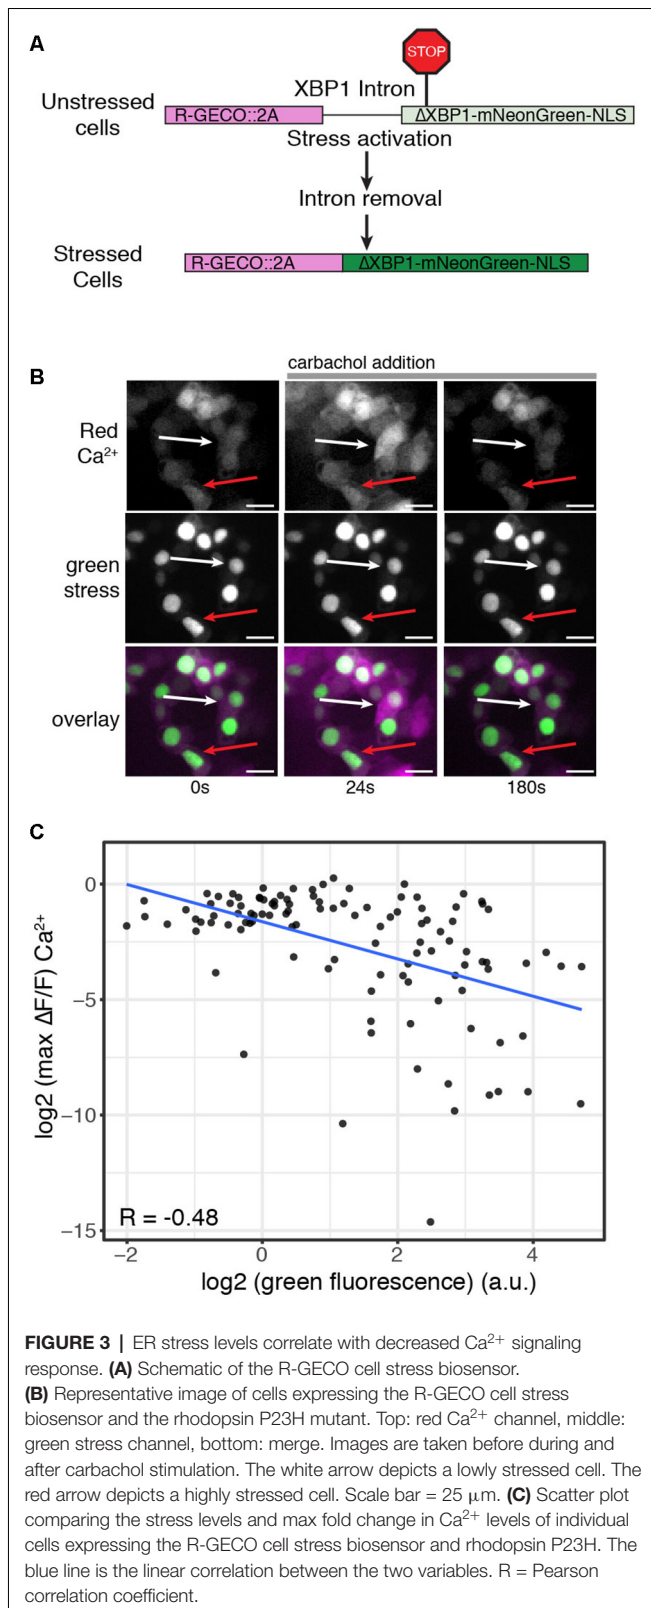 A
STOP
XBP1 Intron
Unstressed
cells
R-GECO::2A
ΔXBP1-mNeonGreen-NLS
Stress activation
Intron removal
Stressed
Cells
R-GECO::2A
ΔXBP1-mNeonGreen-NLS
carbachol addition
B
Red
Ca²⁺
green
stress
overlay
0s 24s 180s
C
log2 (max ΔF/F) Ca²⁺
0
−5
−10
−15
R = -0.48
−2 0 2 4
log2 (green fluorescence) (a.u.)
FIGURE 3 | ER stress levels correlate with decreased Ca²⁺ signaling
response. (A) Schematic of the R-GECO cell stress biosensor.
(B) Representative image of cells expressing the R-GECO cell stress
biosensor and the rhodopsin P23H mutant. Top: red Ca²⁺ channel, middle:
green stress channel, bottom: merge. Images are taken before during and
after carbachol stimulation. The white arrow depicts a lowly stressed cell. The
red arrow depicts a highly stressed cell. Scale bar = 25 μm. (C) Scatter plot
comparing the stress levels and max fold change in Ca²⁺ levels of individual
cells expressing the R-GECO cell stress biosensor and rhodopsin P23H. The
blue line is the linear correlation between the two variables. R = Pearson
correlation coefficient.